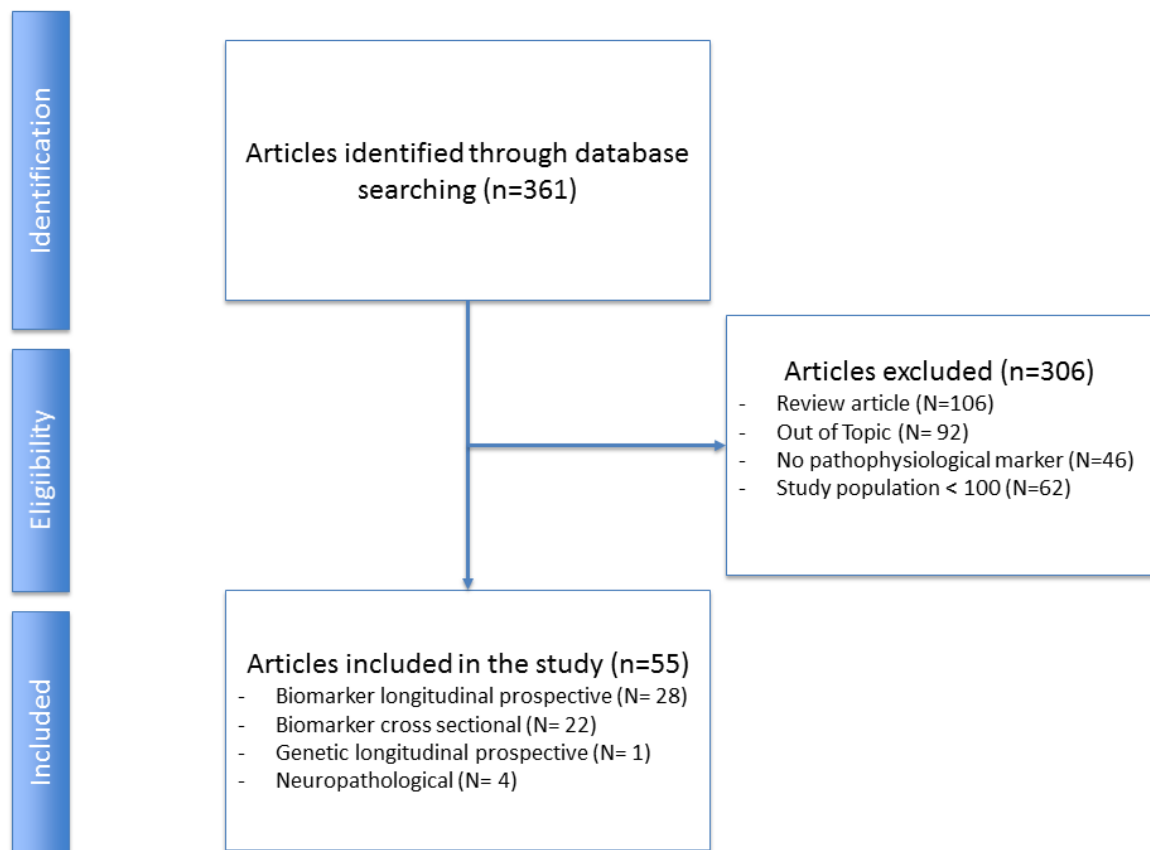 Identification
Articles identified through database
searching (n=361)
Eligiibility
Articles excluded (n=306)
- Review article (N=106)
- Out of Topic (N= 92)
- No pathophysiological marker (N=46)
- Study population < 100 (N=62)
Included
Articles included in the study (n=55)
- Biomarker longitudinal prospective (N= 28)
- Biomarker cross sectional (N= 22)
- Genetic longitudinal prospective (N= 1)
- Neuropathological (N= 4)